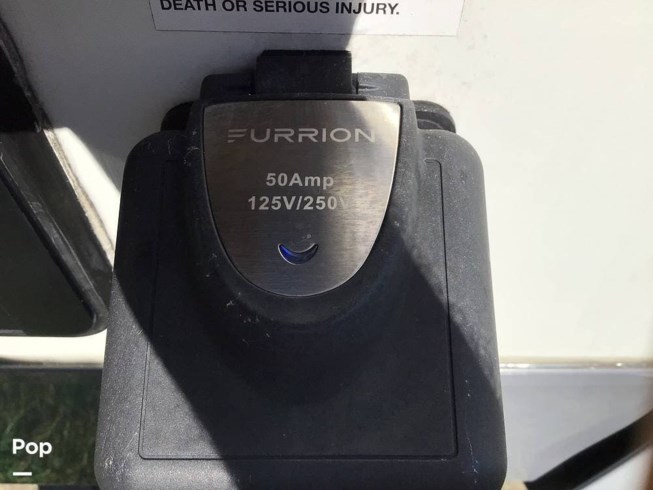 DEATH OR SERIOUS INJURY.
FURRION
50Amp
125V/250V
Pop